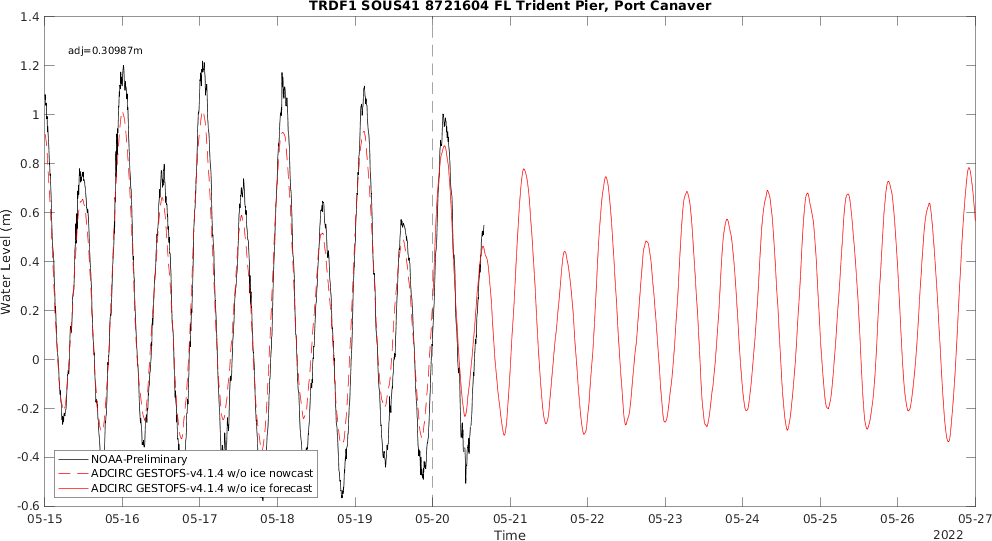 TRDF1 SOUS41 8721604 FL Trident Pier, Port Canaver
adj=0.30987m
1.4
1.2
1
0.8
0.6
0.4
0.2
0
-0.2
-0.4
-0.6
Water Level (m)
NOAA-Preliminary
ADCIRC GESTOFS-v4.1.4 w/o ice nowcast
ADCIRC GESTOFS-v4.1.4 w/o ice forecast
05-15 05-16 05-17 05-18 05-19 05-20 05-21 05-22 05-23 05-24 05-25 05-26 05-27
Time
2022